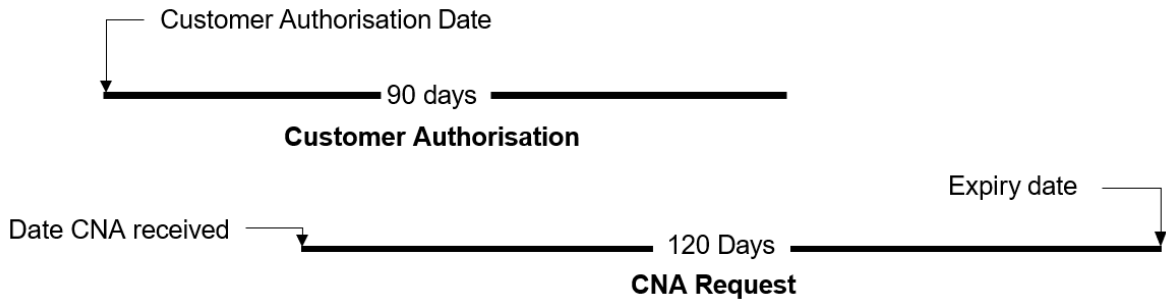 Customer Authorisation Date
90 days
Customer Authorisation
Expiry date
Date CNA received
120 Days
CNA Request